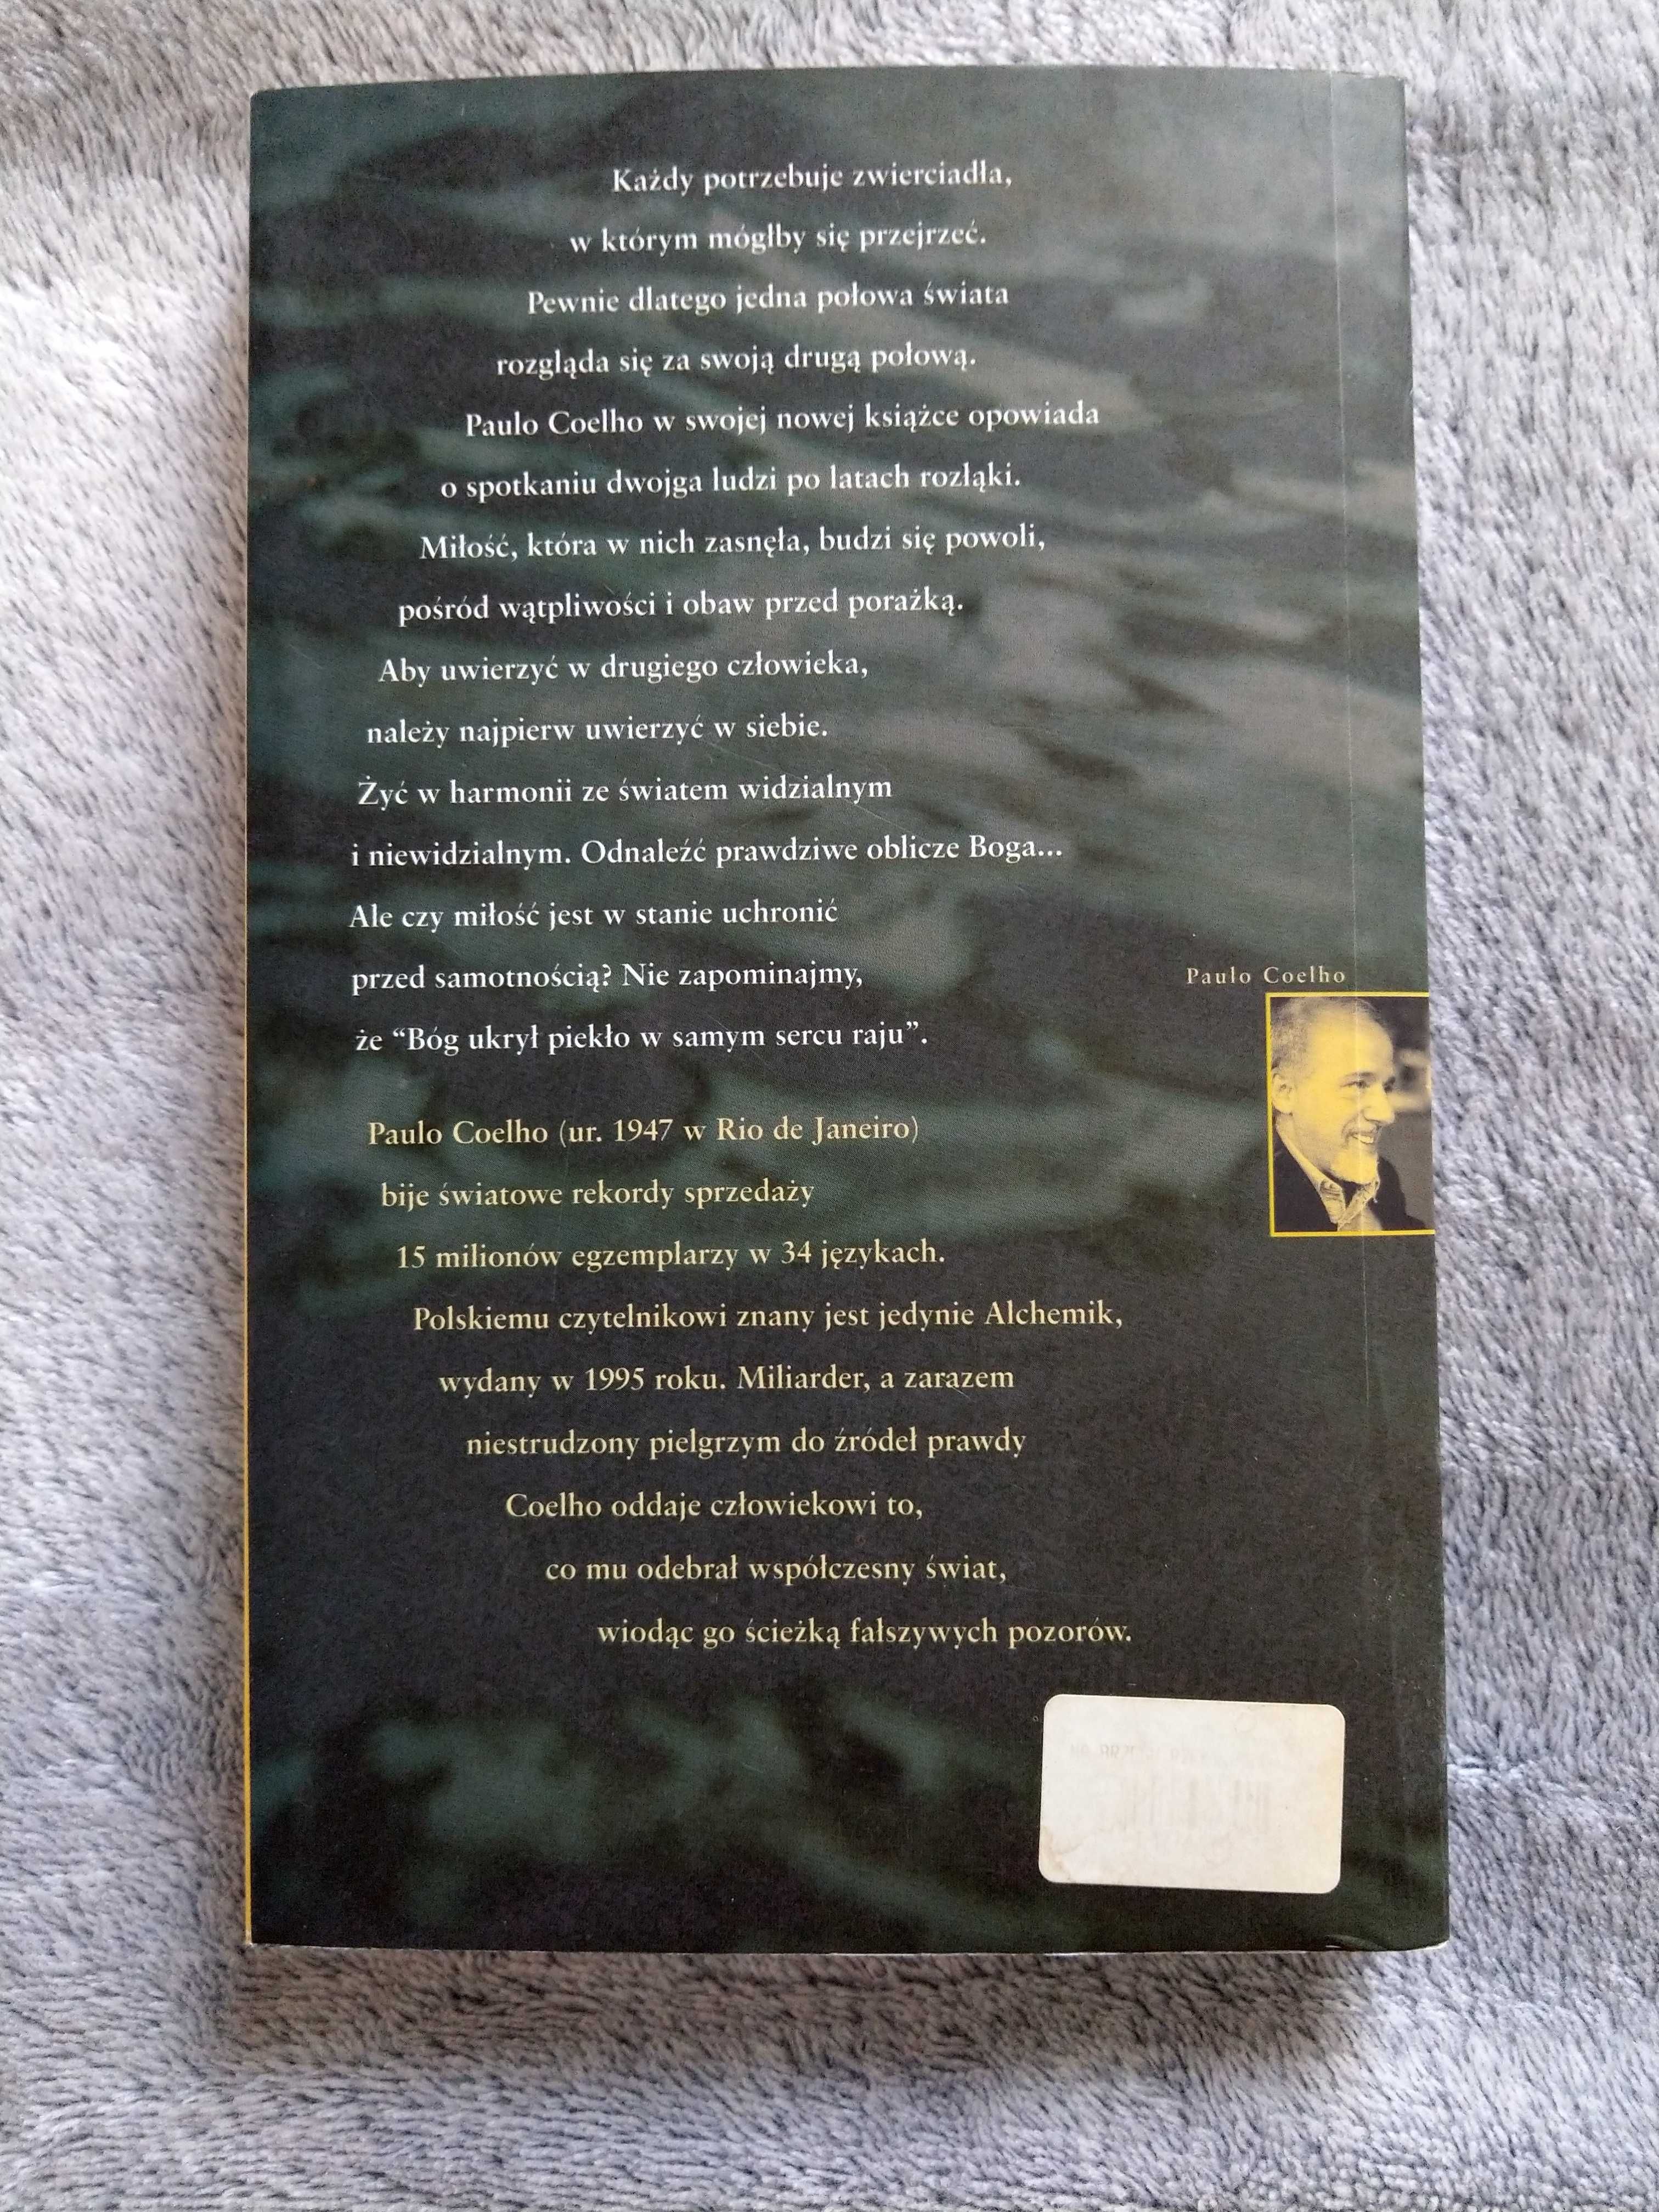 Każdy potrzebuje zwierciadła,
w którym mógłby się przejrzeć.
Pewnie dlatego jedna połowa świata
rozgląda się za swoją drugą połową.
Paulo Coelho w swojej nowej książce opowiada
o spotkaniu dwojga ludzi po latach rozłąki.
Miłość, która w nich zasnęła, budzi się powoli,
pośród wątpliwości i obaw przed porażką.
Aby uwierzyć w drugiego człowieka,
należy najpierw uwierzyć w siebie.
Żyć w harmonii ze światem widzialnym
i niewidzialnym. Odnaleźć prawdziwe oblicze Boga...
Ale czy miłość jest w stanie uchronić
przed samotnością? Nie zapominajmy,
że “Bóg ukrył piekło w samym sercu raju”.
Paulo Coelho
Paulo Coelho (ur. 1947 w Rio de Janeiro)
bije światowe rekordy sprzedaży
15 milionów egzemplarzy w 34 językach.
Polskiemu czytelnikowi znany jest jedynie Alchemik,
wydany w 1995 roku. Miliarder, a zarazem
niestrudzony pielgrzym do źródeł prawdy
Coelho oddaje człowiekowi to,
co mu odebrał współczesny świat,
wiodąc go ścieżką fałszywych pozorów.